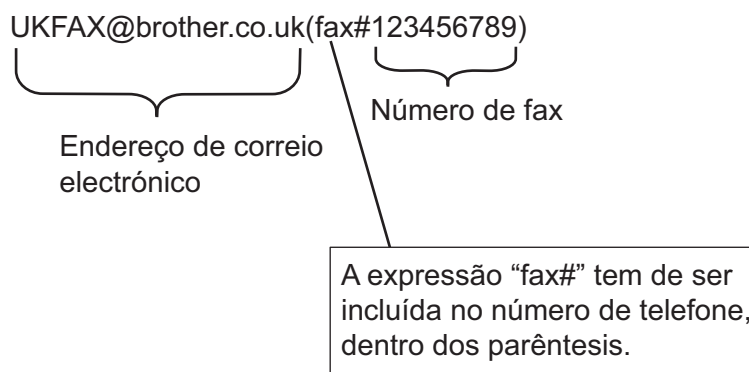 UKFAX@brother.co.uk(fax#123456789)
Número de fax
Endereço de correio
electrónico
A expressão “fax#” tem de ser
incluída no número de telefone,
dentro dos parêntesis.